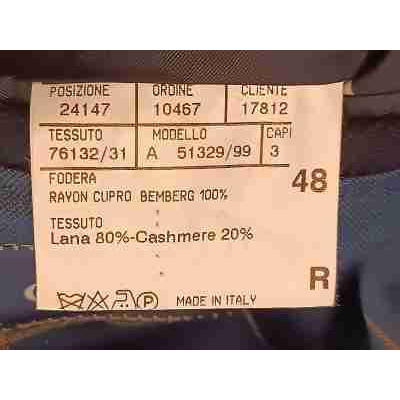 POSIZIONE ORDINE CLIENTE
24147 10467 17812
TESSUTO MODELLO CAPI
76132/31 A 51329/99 3
FODERA 48
RAYON CUPRO BEMBERG 100%
TESSUTO
Lana 80%-Cashmere 20%
R
P MADE IN ITALY